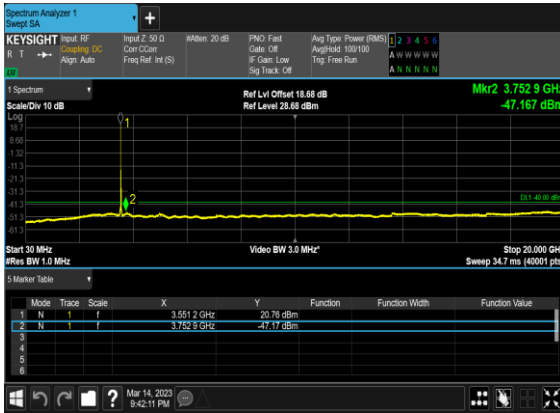 Spectrum Analyzer 1
Swept SA
+
KEYSIGHT Input: RF Input Z: 50 Ω #Atten: 20 dB PNO: Fast Avg Type: Power (RMS) 1 2 3 4 5 6
R T Coupling: DC Corr CCorr Gate: Off Avg|Hold: 100/100 A W W W W W
Align: Auto Freq Ref: Int (S) IF Gain: Low Trig: Free Run
Sig Track: Off A N N N N N
1 Spectrum
Scale/Div 10 dB
Ref Lvl Offset 18.68 dB
Ref Level 28.68 dBm
Mkr2 3.752 9 GHz
-47.167 dBm
Log
18.7
8.68
-1.32
-11.3
-21.3
-31.3
-41.3
-51.3
-61.3
1
2
DL1 -40.00 dBm
Start 30 MHz Video BW 3.0 MHz* Stop 20.000 GHz
#Res BW 1.0 MHz Sweep 34.7 ms (40001 pts)
5 Marker Table
Mode Trace Scale X Y Function Function Width Function Value
1 N 1 f 3.551 2 GHz 20.76 dBm
2 N 1 f 3.752 9 GHz -47.17 dBm
3
4
5
6
? Mar 14, 2023
9:42:11 PM